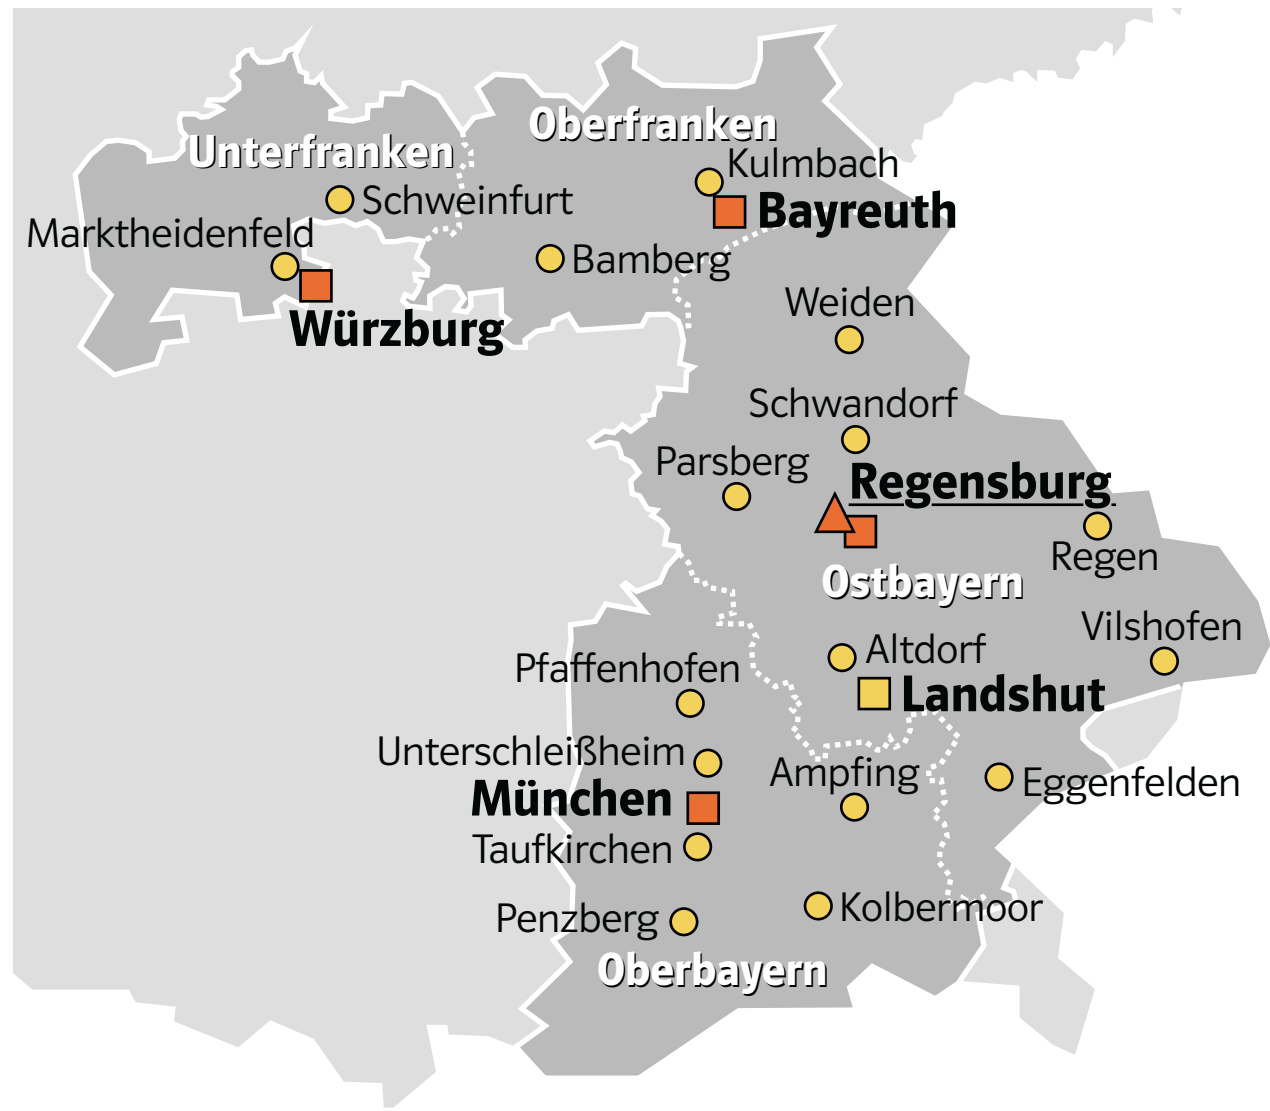 Oberfranken
Unterfranken
Kulmbach
Schweinfurt
Bayreuth
Marktheidenfeld
Bamberg
Weiden
Würzburg
Schwandorf
Parsberg
Regensburg
Regen
Ostbayern
Vilshofen
Altdorf
Pfaffenhofen
Landshut
Unterschleißheim
Ampfing
Eggenfelden
München
Taufkirchen
Kolbermoor
Penzberg
Oberbayern